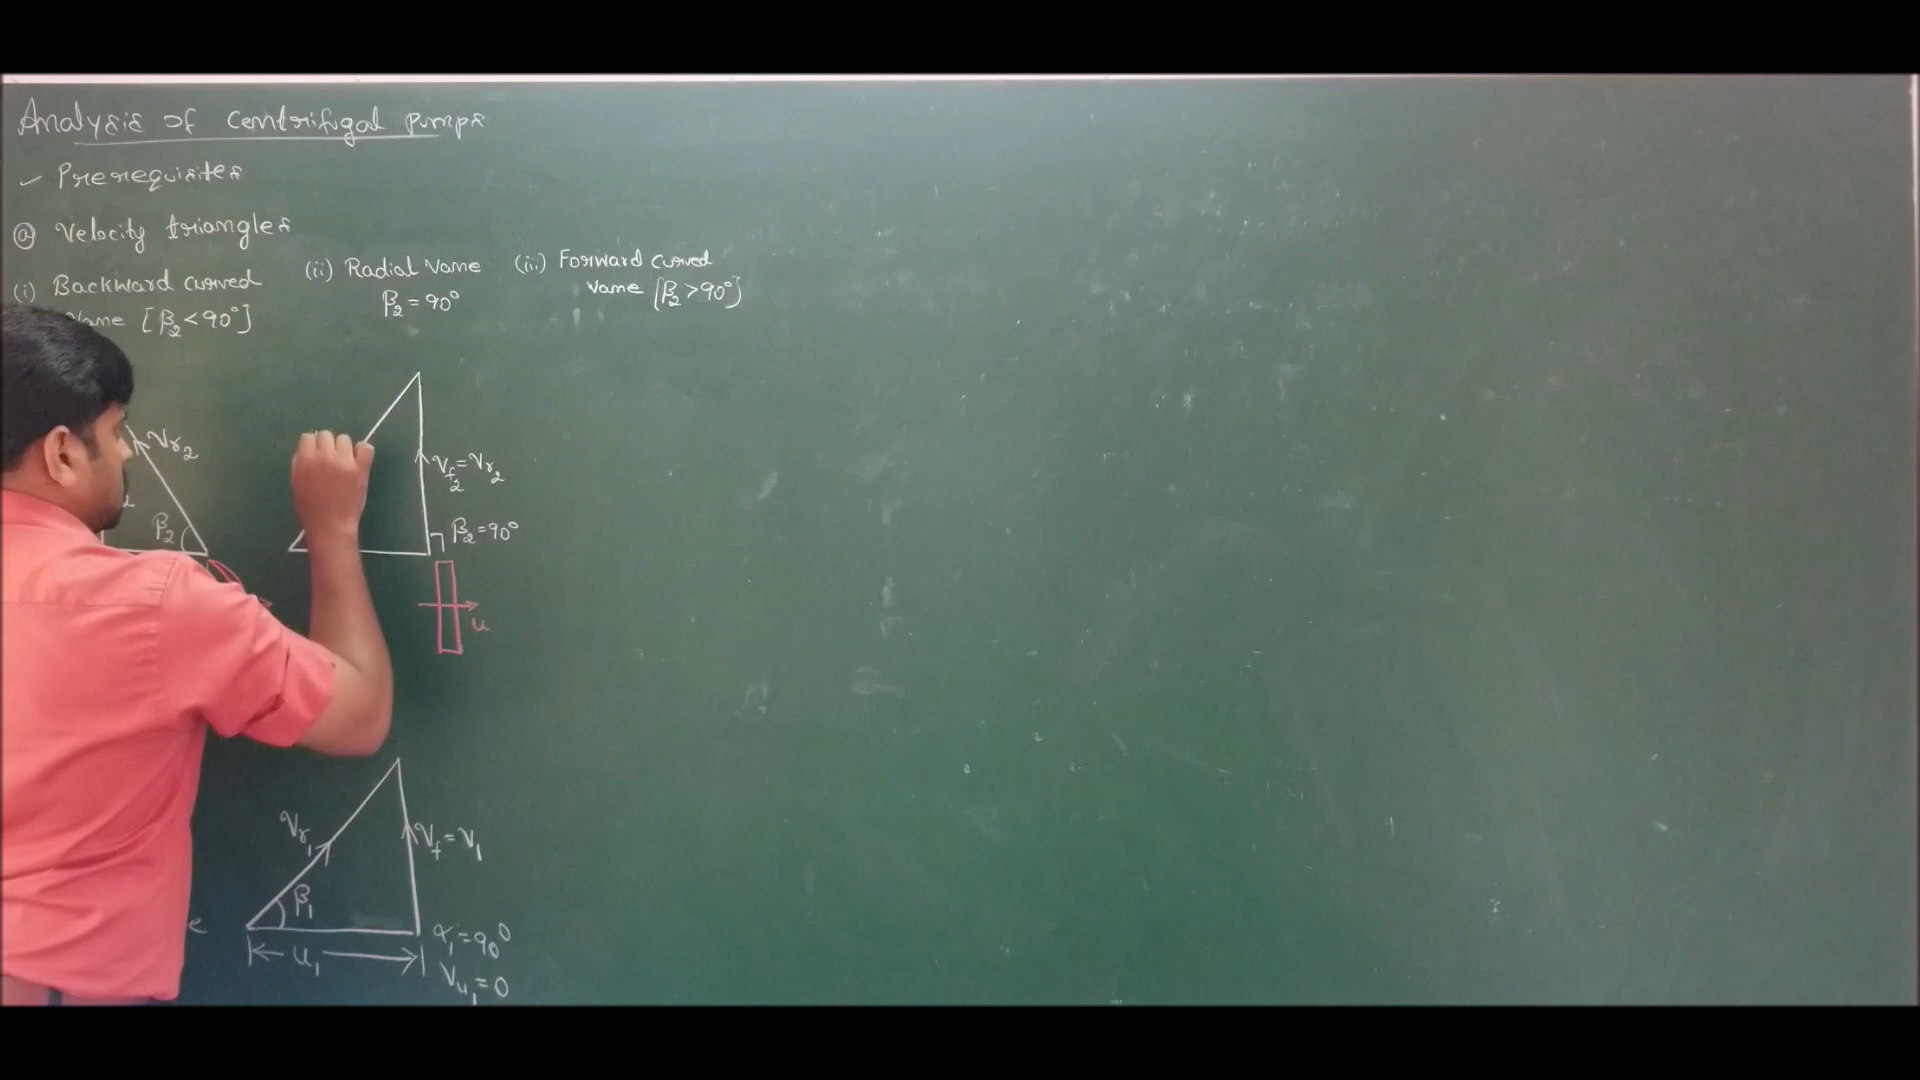 Analysis of centrifugal pumps
✓ Prerequisites
ⓐ Velocity triangles
(i) Backward curved
Vane [β₂<90°]
(ii) Radial Vane
β₂ = 90°
(iii) Forward curved
Vane [β₂>90°]
Vr₂
2
β₂
Vf₂=Vr₂
β₂=90°
u
Vr₁
Vf=V₁
β₁
e
u₁
α₁=90°
Vu₁=0